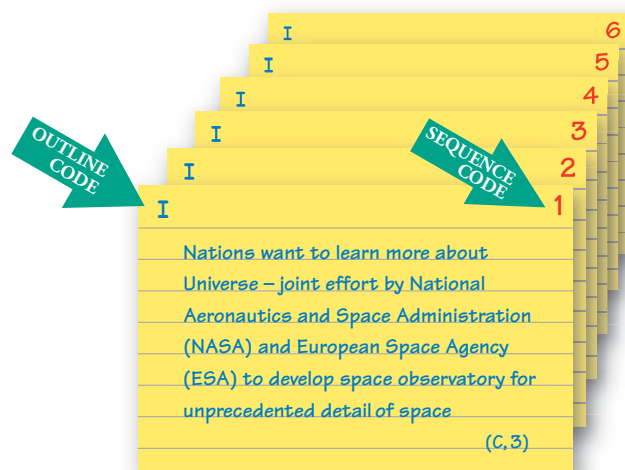 I 6
I 5
I 4
I 3
I 2
OUTLINE
CODE
SEQUENCE
CODE
I 1
Nations want to learn more about
Universe – joint effort by National
Aeronautics and Space Administration
(NASA) and European Space Agency
(ESA) to develop space observatory for
unprecedented detail of space
(C, 3)